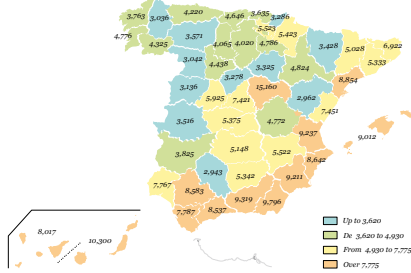 4,220 4,646 3,635
3,763 3,036 3,286
5,523
4,776 4,325 3,571 4,065 4,020 4,786 5,423 3,428 5,028 6,922
3,042 4,438 3,325 4,824 5,333
3,278 8,854
3,136 5,925 7,421 15,160 2,962
7,451
3,516 5,375 4,772
9,237 9,012
3,825 5,148 5,522 8,642
2,943 5,342 9,211
7,767 8,583
7,787 8,537 9,319 9,796
8,017
10,300
Up to 3,620
De 3,620 to 4,930
From 4,930 to 7,775
Over 7,775